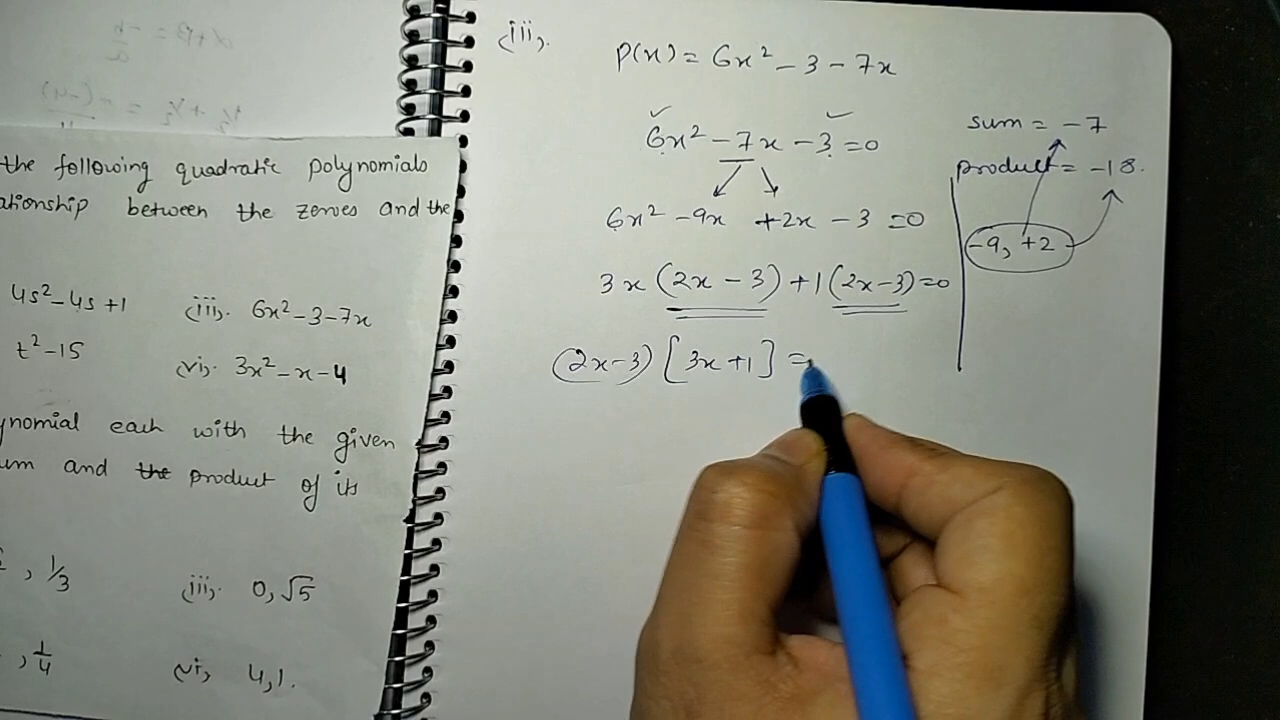 the following quadratic polynomials
ationship between the zeroes and the
4s²-4s+1 (iii). 6x²-3-7x
t²-15 (vi). 3x²-x-4
ynomial each with the given
um and the product of its
, 1/3 (iii). 0, √5
, 1/4 (vi), 4,1.
(iii).
P(x) = 6x² - 3 - 7x
6x² - 7x - 3 = 0
6x² - 9x + 2x - 3 = 0
3x (2x - 3) + 1 (2x-3) = 0
(2x-3) [3x+1] =
sum = -7
product = -18.
-9, +2